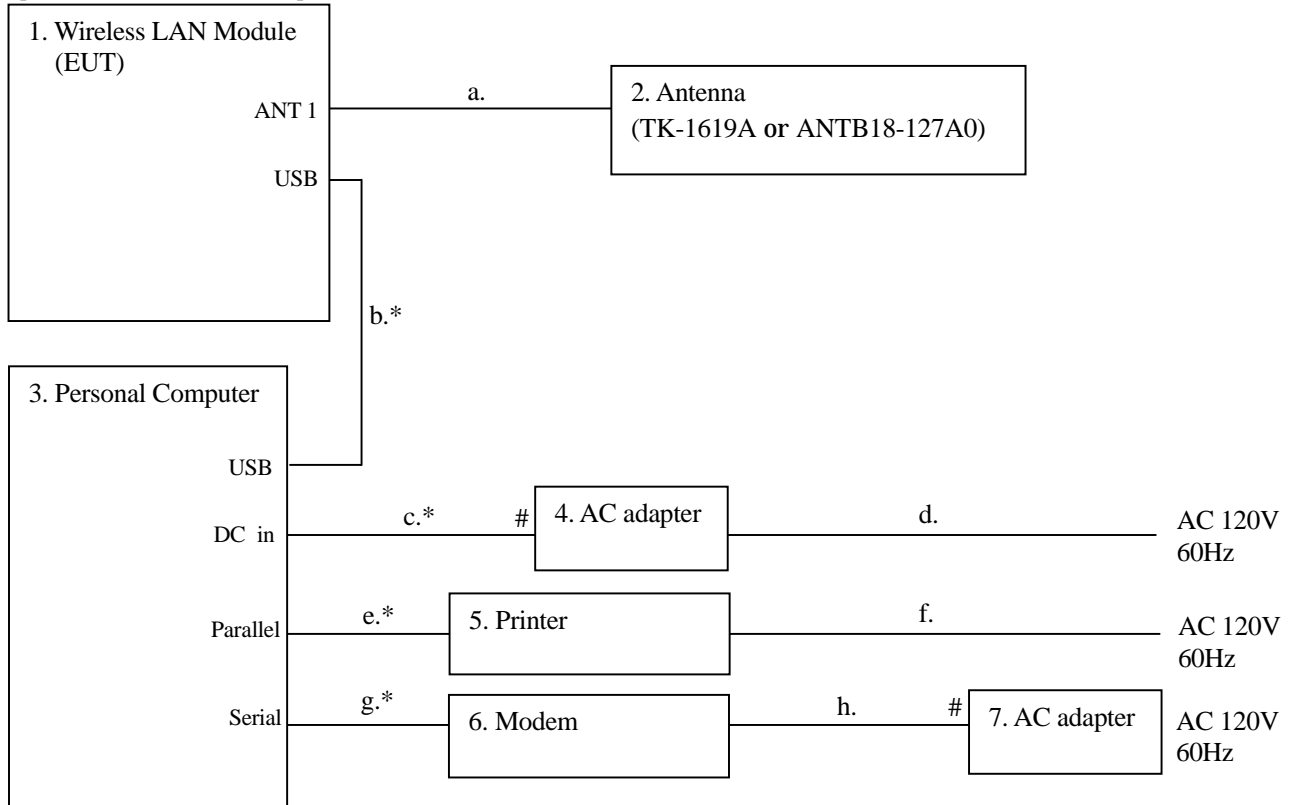 1. Wireless LAN Module
(EUT)
ANT 1
USB
a.
2. Antenna
(TK-1619A or ANTB18-127A0)
b.*
3. Personal Computer
USB
DC in
c.*
#
4. AC adapter
d.
AC 120V
60Hz
Parallel
e.*
5. Printer
f.
AC 120V
60Hz
Serial
g.*
6. Modem
h.
#
7. AC adapter
AC 120V
60Hz